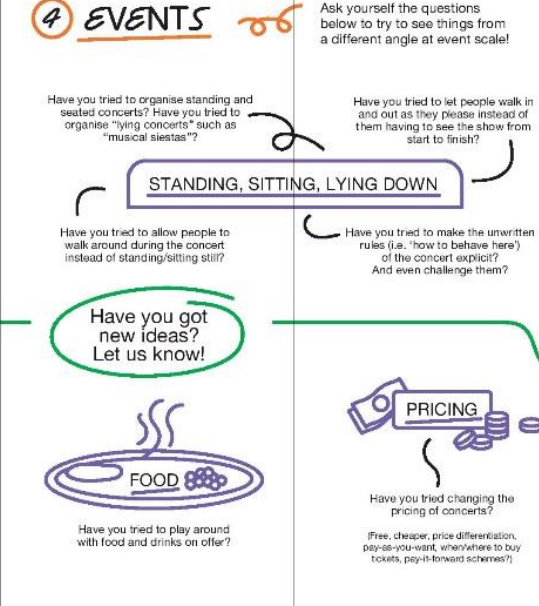 4 EVENTS
Ask yourself the questions
below to try to see things from
a different angle at event scale!
Have you tried to organise standing and
seated concerts? Have you tried to
organise “lying concerts” such as
“musical siestas”?
Have you tried to let people walk in
and out as they please instead of
them having to see the show from
start to finish?
STANDING, SITTING, LYING DOWN
Have you tried to allow people to
walk around during the concert
instead of standing/sitting still?
Have you tried to make the unwritten
rules (i.e. ‘how to behave here’)
of the concert explicit?
And even challenge them?
Have you got
new ideas?
Let us know!
PRICING
FOOD
Have you tried changing the
pricing of concerts?
(Free, cheaper, price differentiation,
pay-as-you-want, when/where to buy
tickets, pay-it-forward schemes?)
Have you tried to play around
with food and drinks on offer?